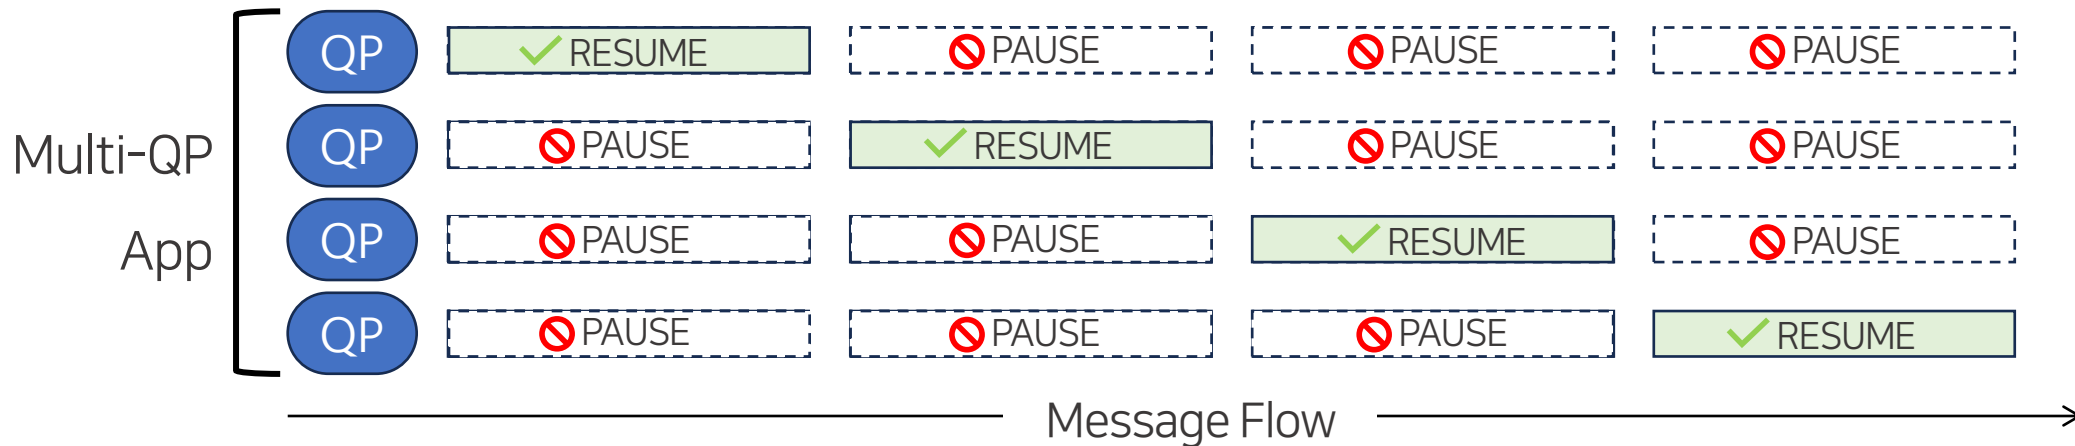 QP RESUME PAUSE PAUSE PAUSE
Multi-QP
QP PAUSE RESUME PAUSE PAUSE
App
QP PAUSE PAUSE RESUME PAUSE
QP PAUSE PAUSE PAUSE RESUME
Message Flow